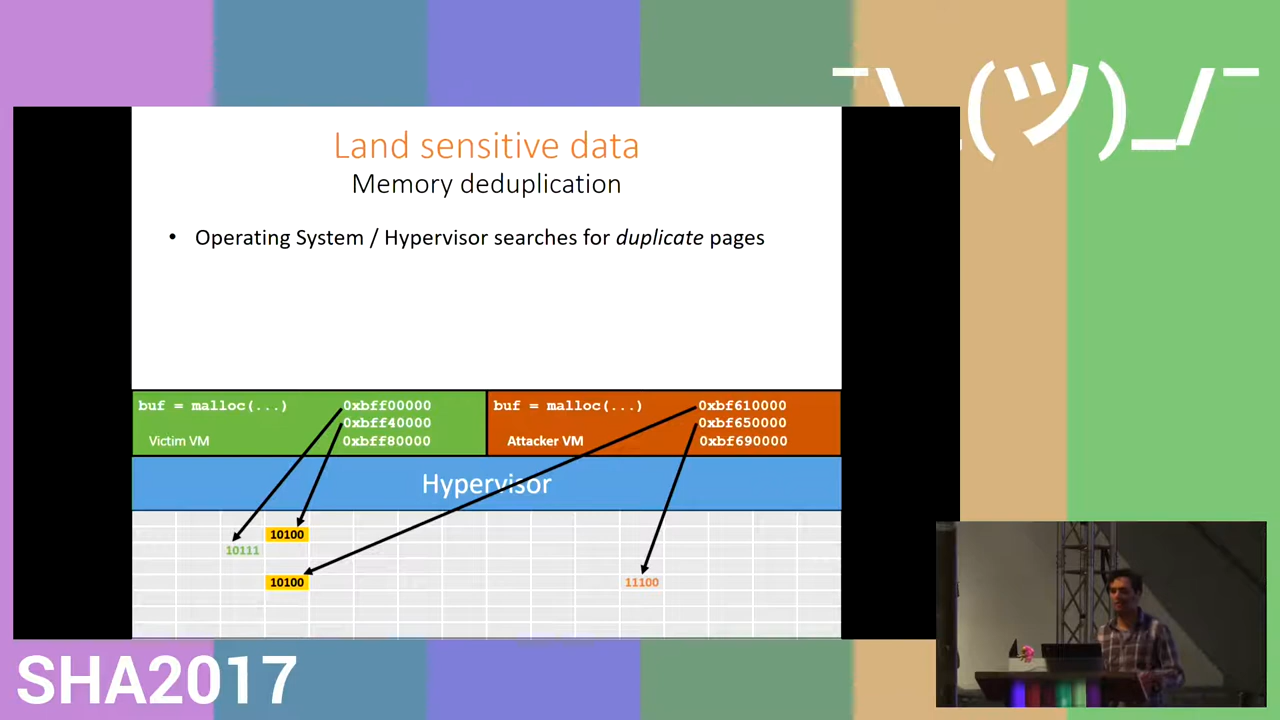 ¯\_(ツ)_/¯
Land sensitive data
Memory deduplication
• Operating System / Hypervisor searches for duplicate pages
buf = malloc(...) 0xbff00000
0xbff40000
Victim VM 0xbff80000
buf = malloc(...) 0xbf610000
0xbf650000
Attacker VM 0xbf690000
Hypervisor
10100
10111
10100
11100
SHA2017